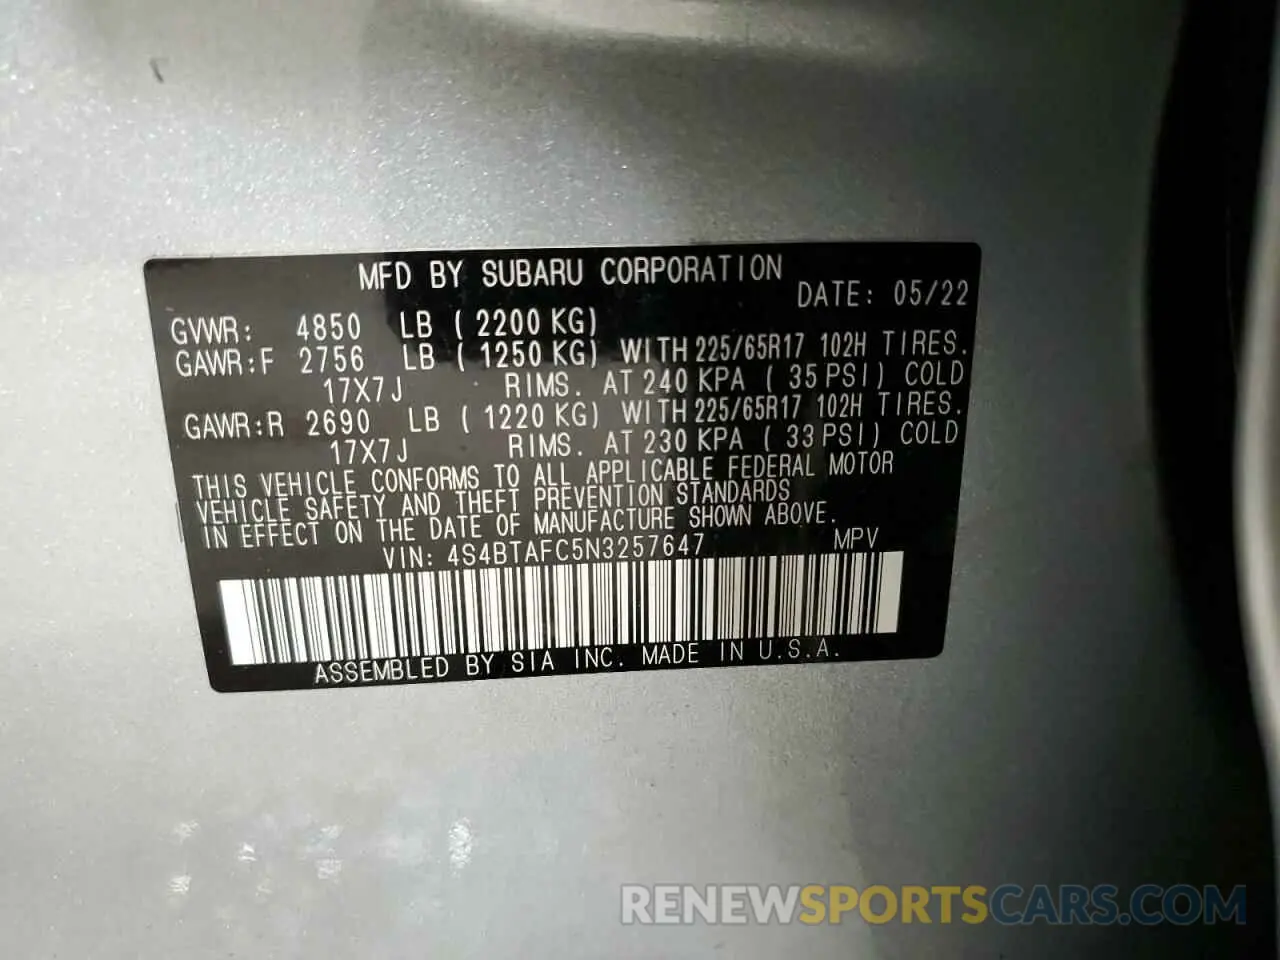 MFD BY SUBARU CORPORATION
DATE: 05/22
GVWR: 4850 LB (2200 KG)
GAWR:F 2756 LB (1250 KG) WITH 225/65R17 102H TIRES.
17X7J RIMS. AT 240 KPA (35 PSI) COLD
GAWR:R 2690 LB (1220 KG) WITH 225/65R17 102H TIRES.
17X7J RIMS. AT 230 KPA (33 PSI) COLD
THIS VEHICLE CONFORMS TO ALL APPLICABLE FEDERAL MOTOR
VEHICLE SAFETY AND THEFT PREVENTION STANDARDS
IN EFFECT ON THE DATE OF MANUFACTURE SHOWN ABOVE.
VIN: 4S4BTAFC5N3257647 MPV
ASSEMBLED BY SIA INC. MADE IN U.S.A.
RENEWSPORTSCARS.COM